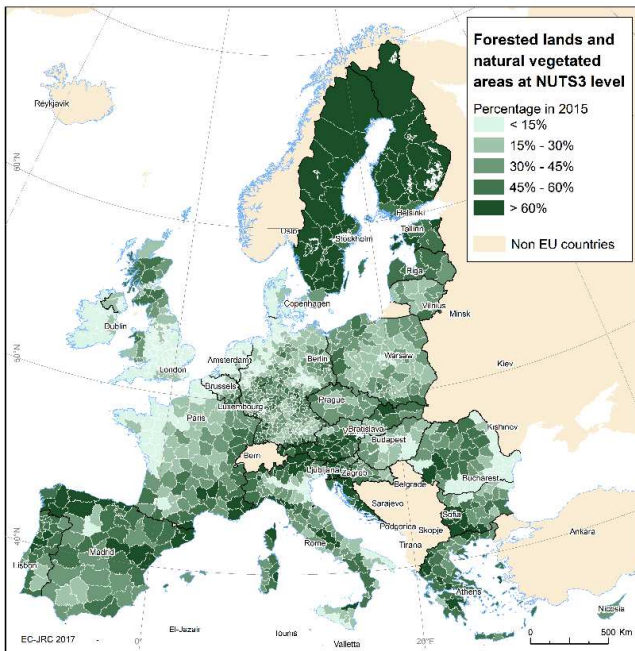 Forested lands and
natural vegetated
areas at NUTS3 level
Percentage in 2015
< 15%
15% - 30%
30% - 45%
45% - 60%
> 60%
Non EU countries
Reykjavik
60°N
Oslo
Helsinki
Stockholm
Tallinn
Riga
Copenhagen
Vilnius
Minsk
Dublin
50°N
London
Amsterdam
Berlin
Warsaw
Brussels
Kiev
Luxembourg
Prague
Paris
Bratislava
Kishinov
Budapest
Bern
Ljubljana
Zagreb
Belgrade
Bucharest
Sarajevo
Sofia
Podgorica
Skopje
Ankara
Tirana
Rome
Madrid
40°N
Lisbon
Athens
Nicosia
El-Jazair
Valletta
0°
20°E
EC-JRC 2017
0
500 Km